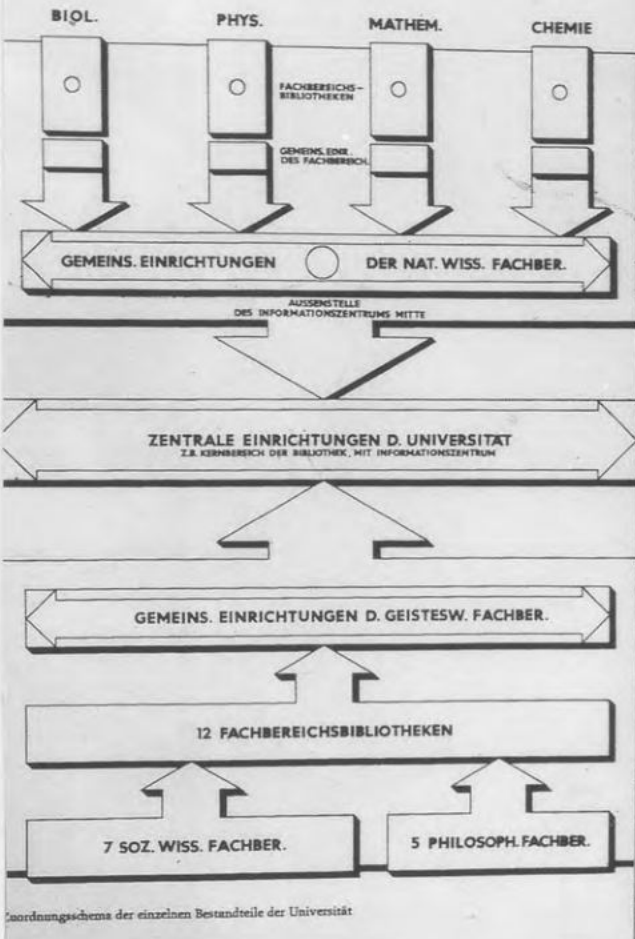 BIOL.
PHYS.
MATHEM.
CHEMIE
FACHBEREICHS-
BIBLIOTHEKEN
GEMEINS. EINR.
DES FACHBEREICH.
GEMEINS. EINRICHTUNGEN DER NAT. WISS. FACHBER.
AUSSENSTELLE
DES INFORMATIONSZENTRUMS MITTE
ZENTRALE EINRICHTUNGEN D. UNIVERSITÄT
Z.B. KERNBEREICH DER BIBLIOTHEK, MIT INFORMATIONSZENTRUM
GEMEINS. EINRICHTUNGEN D. GEISTESW. FACHBER.
12 FACHBEREICHSBIBLIOTHEKEN
7 SOZ. WISS. FACHBER.
5 PHILOSOPH. FACHBER.
Zuordnungsschema der einzelnen Bestandteile der Universität